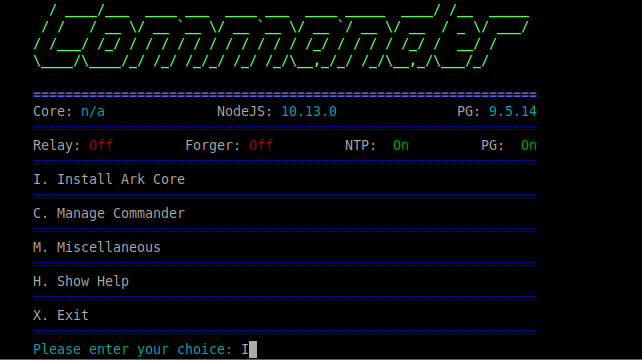 Commander
Core: n/a NodeJS: 10.13.0 PG: 9.5.14
Relay: Off Forger: Off NTP: On PG: On
I. Install Ark Core
C. Manage Commander
M. Miscellaneous
H. Show Help
X. Exit
Please enter your choice: I